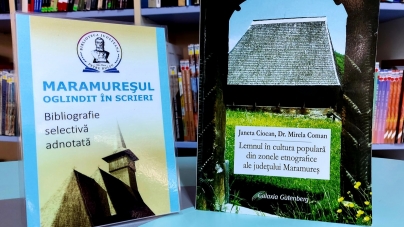 MARAMUREȘUL
OGLINDIT ÎN SCRIERI
Bibliografie
selectivă
adnotată
Janeta Ciocan, Dr. Mirela Coman
Lemnul în cultura populară
din zonele etnografice
ale județului Maramureș
Galaxia Gutenberg